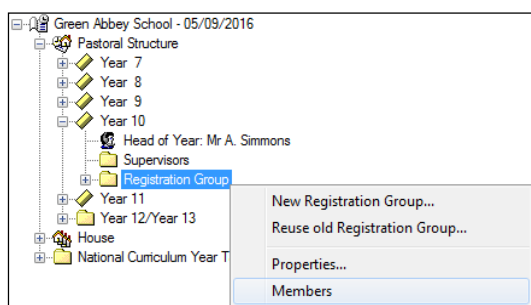 Green Abbey School - 05/09/2016
Pastoral Structure
Year 7
Year 8
Year 9
Year 10
Head of Year: Mr A. Simmons
Supervisors
Registration Group
Year 11
Year 12/Year 13
House
National Curriculum Year T
New Registration Group...
Reuse old Registration Group...
Properties...
Members